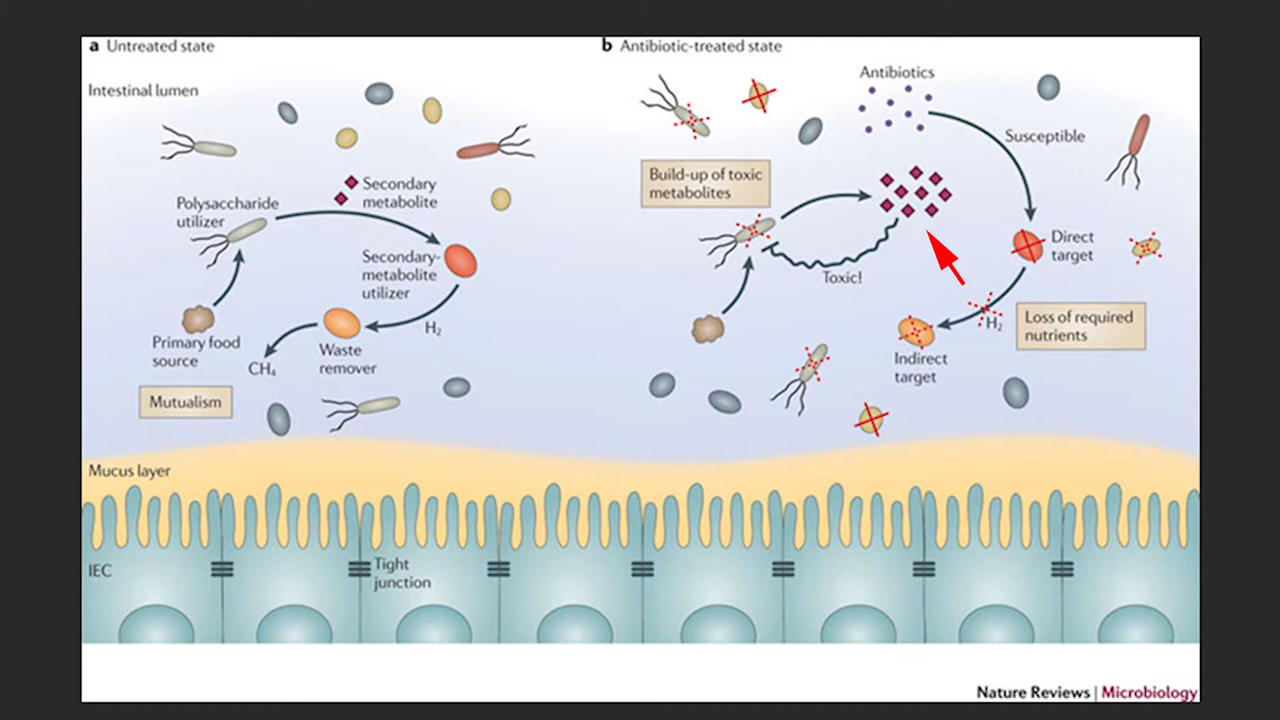 a Untreated state
Intestinal lumen
Polysaccharide
utilizer
Secondary
metabolite
Secondary-
metabolite
utilizer
H₂
Primary food
source
CH₄
Waste
remover
Mutualism
b Antibiotic-treated state
Antibiotics
Susceptible
Build-up of toxic
metabolites
Toxic!
Direct
target
H₂
Loss of required
nutrients
Indirect
target
Mucus layer
IEC
Tight
junction
Nature Reviews | Microbiology